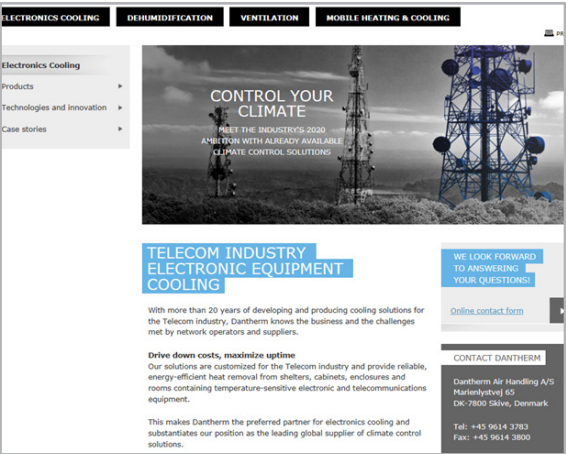 ELECTRONICS COOLING
DEHUMIDIFICATION
VENTILATION
MOBILE HEATING & COOLING
Electronics Cooling
Products
Technologies and innovation
Case stories
CONTROL YOUR
CLIMATE
MEET THE INDUSTRY'S 2020
AMBITION WITH ALREADY AVAILABLE
CLIMATE CONTROL SOLUTIONS
TELECOM INDUSTRY
ELECTRONIC EQUIPMENT
COOLING
With more than 20 years of developing and producing cooling solutions for
the Telecom industry, Dantherm knows the business and the challenges
met by network operators and suppliers.
Drive down costs, maximize uptime
Our solutions are customized for the Telecom industry and provide reliable,
energy-efficient heat removal from shelters, cabinets, enclosures and
rooms containing temperature-sensitive electronic and telecommunications
equipment.
This makes Dantherm the preferred partner for electronics cooling and
substantiates our position as the leading global supplier of climate control
solutions.
WE LOOK FORWARD
TO ANSWERING
YOUR QUESTIONS!
Online contact form
CONTACT DANTHERM
Dantherm Air Handling A/S
Marienlystvej 65
DK-7800 Skive, Denmark
Tel: +45 9614 3783
Fax: +45 9614 3800